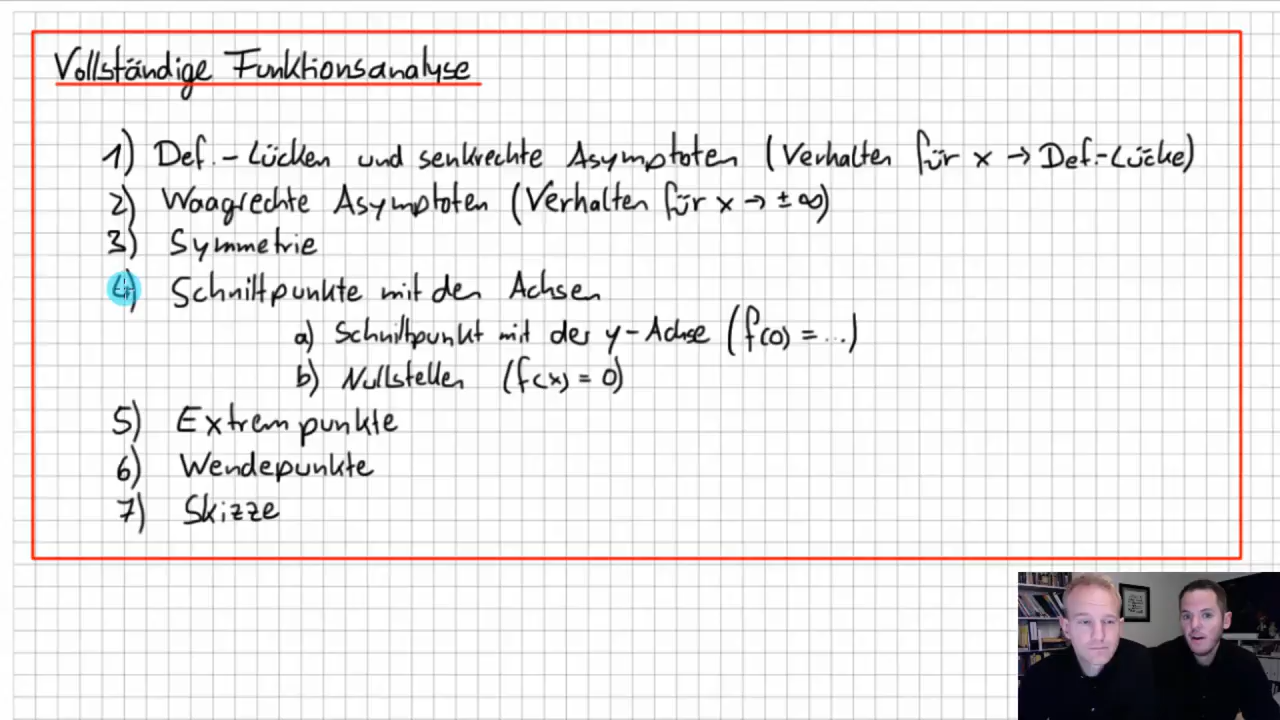 Vollständige Funktionsanalyse
1) Def.-Lücken und senkrechte Asymptoten (Verhalten für x → Def.-Lücke)
2) Waagrechte Asymptoten (Verhalten für x → ± ∞)
3) Symmetrie
4) Schnittpunkte mit den Achsen
a) Schnittpunkt mit der y-Achse (f(0) = ...)
b) Nullstellen (f(x) = 0)
5) Extrempunkte
6) Wendepunkte
7) Skizze